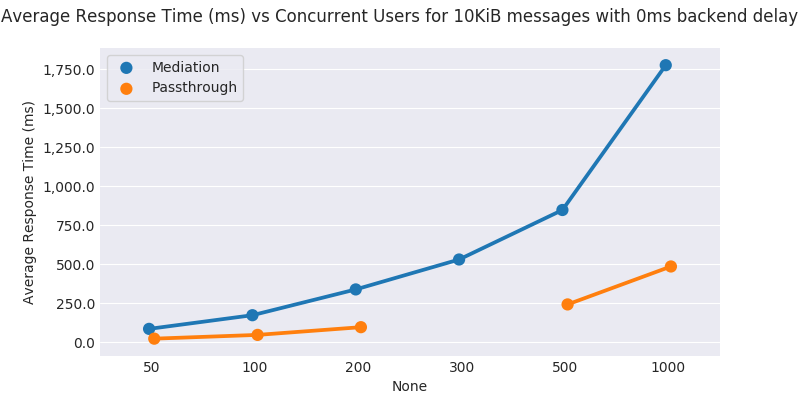 Average Response Time (ms) vs Concurrent Users for 10KiB messages with 0ms backend delay
Mediation
Passthrough
Average Response Time (ms)
1,750.0
1,500.0
1,250.0
1,000.0
750.0
500.0
250.0
0.0
50 100 200 300 500 1000
None